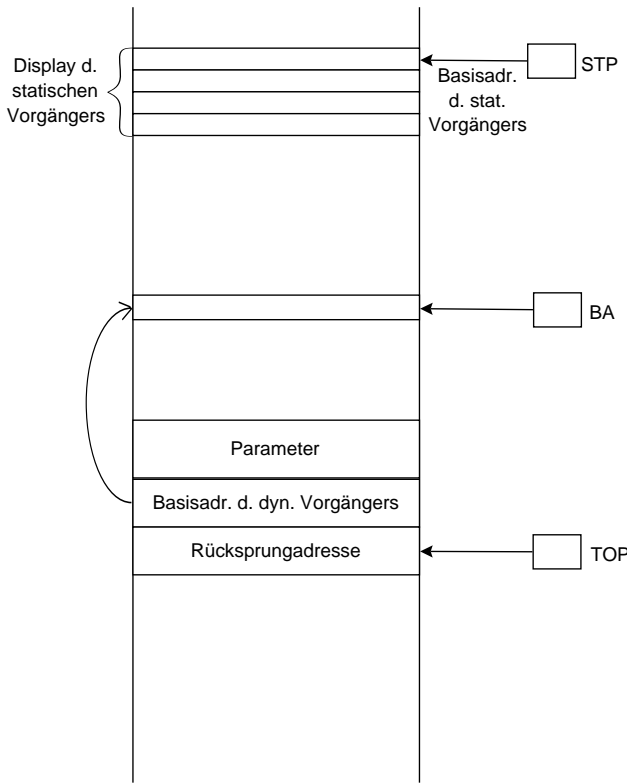 Display d.
statischen
Vorgängers
Basisadr.
d. stat.
Vorgängers
STP
BA
Parameter
Basisadr. d. dyn. Vorgängers
Rücksprungadresse
TOP